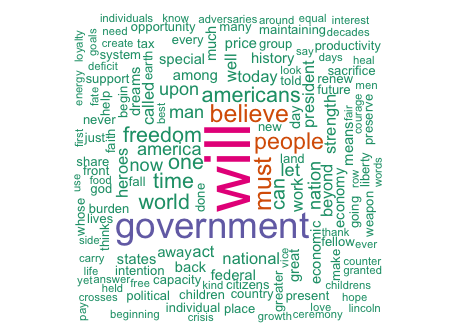 individuals know adversaries around equal interest
need opportunity many maintaining decades
create tax every much price group say productivity
goals
loyalty
system special well history look days heal
deficit
support earth among today told renew sacrifice
energy
men
dreams
called
upon americans president
future
fate
help
begin
best
man believe day strength
courage
preserve
never
faith
freedom will new people means
fair
first
just
america
share heroes now one must land let nation beyond economy liberty
front
food
use
god fall time can work
row
words
weapon
going
burden world
done
whose
lives
think
government
thank
side
states away act national economic fellow ever
carry intention back great make counter
vice
life
yet answer free capacity federal greater granted
held kind citizens
crosses political children country present hope
childrens
love lincoln
pay
individual place
beginning crisis growth ceremony